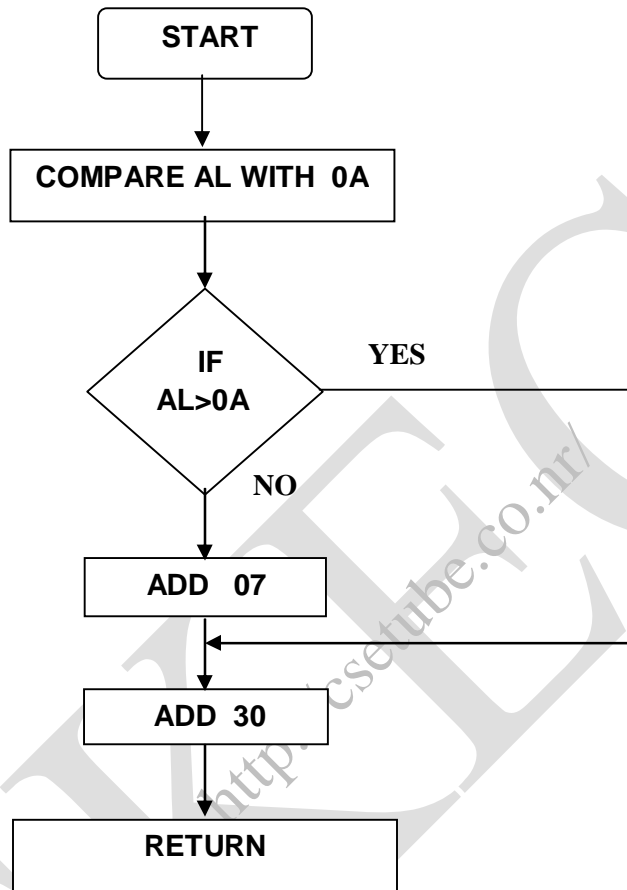 START
COMPARE AL WITH 0A
IF
AL>0A
YES
NO
ADD 07
ADD 30
RETURN
http://csetube.co.nr/